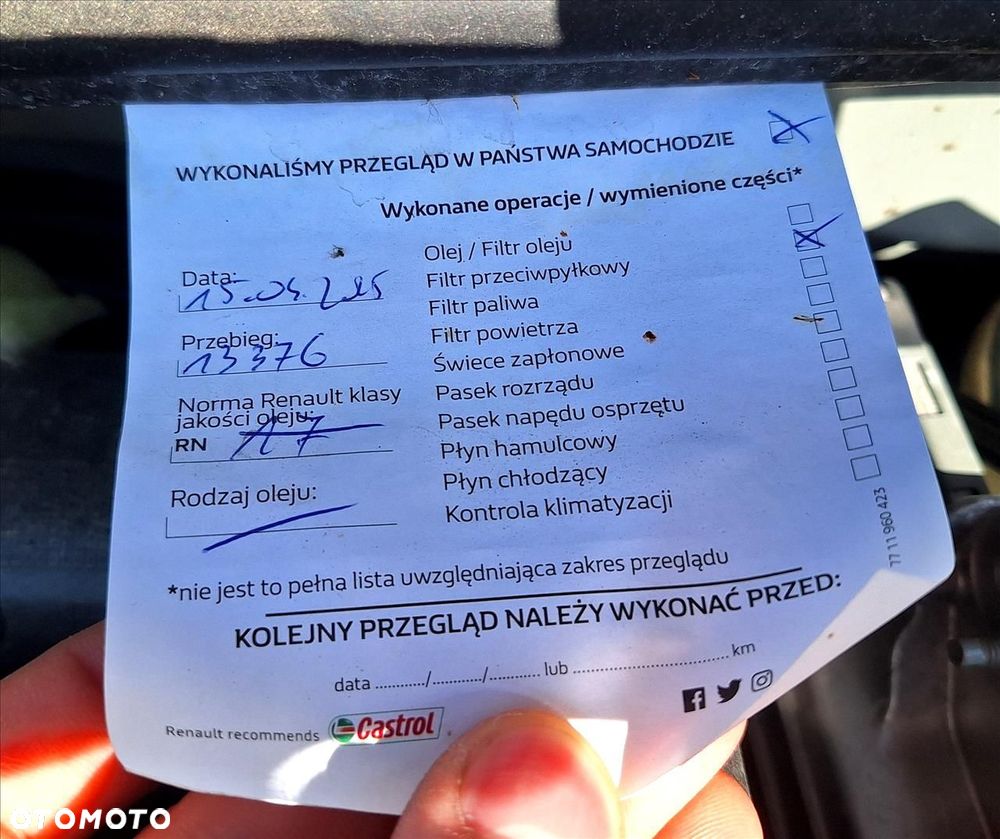 WYKONALIŚMY PRZEGLĄD W PAŃSTWA SAMOCHODZIE
Wykonane operacje / wymienione części*
Data:
Przebieg:
13376
Norma Renault klasy
jakości oleju:
RN 17
Rodzaj oleju:
Olej / Filtr oleju
Filtr przeciwpyłkowy
Filtr paliwa
Filtr powietrza
Świece zapłonowe
Pasek rozrządu
Pasek napędu osprzętu
Płyn hamulcowy
Płyn chłodzący
Kontrola klimatyzacji
77 11 960 423
*nie jest to pełna lista uwzględniająca zakres przeglądu
KOLEJNY PRZEGLĄD NALEŻY WYKONAĆ PRZED:
data ............/............/............ lub .................................... km
Renault recommends Castrol
OTOMOTO